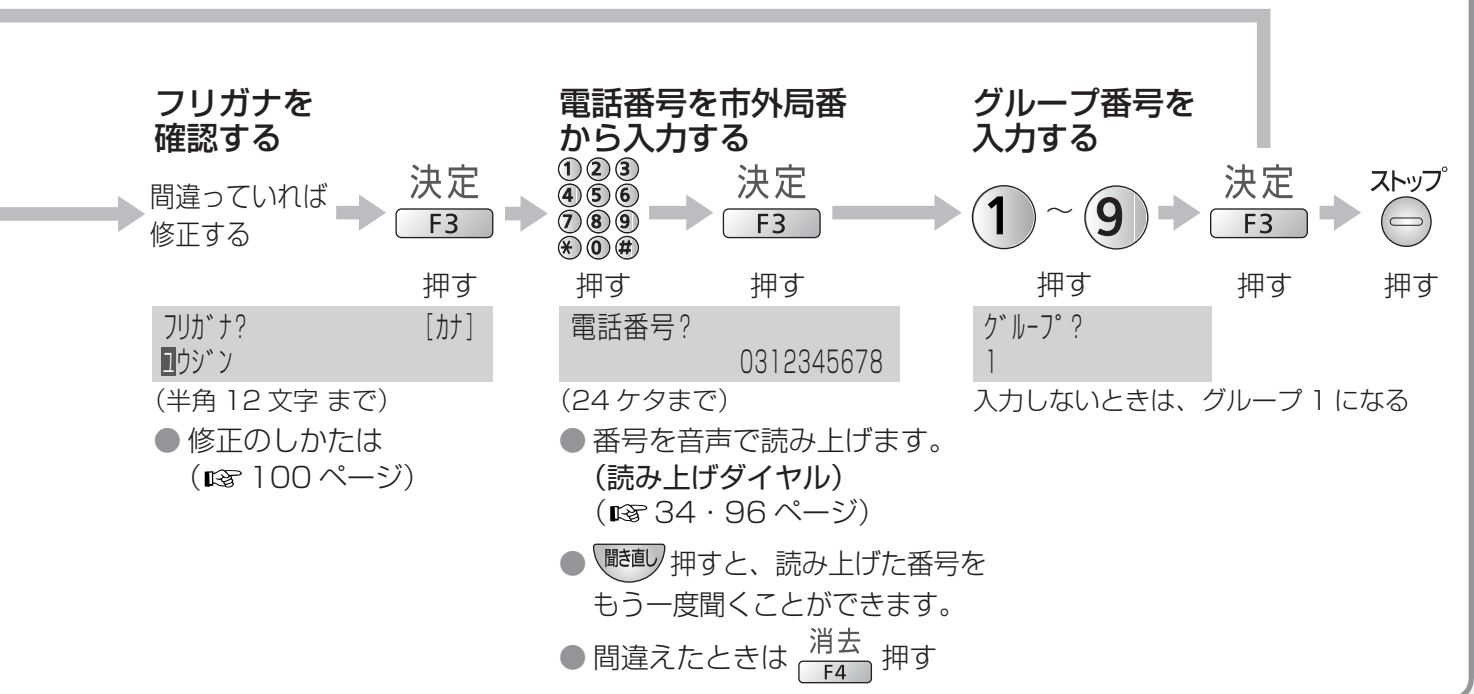 フリガナを
確認する
間違っていれば
修正する
決定
F3
押す
ﾌﾘｶﾞﾅ? [ｶﾅ]
ﾕｳｼﾞﾝ
(半角 12 文字 まで)
● 修正のしかたは
(☞ 100 ページ)
電話番号を市外局番
から入力する
1 2 3
4 5 6
7 8 9
* 0 #
押す
決定
F3
押す
電話番号?
0312345678
(24 ケタまで)
● 番号を音声で読み上げます。
(読み上げダイヤル)
(☞ 34・96 ページ)
● 聞き直し 押すと、読み上げた番号を
もう一度聞くことができます。
● 間違えたときは 消去 F4 押す
グループ番号を
入力する
1 ~ 9
押す
決定
F3
押す
ｸﾞﾙｰﾌﾟ?
1
入力しないときは、グループ 1 になる
ストップ
押す